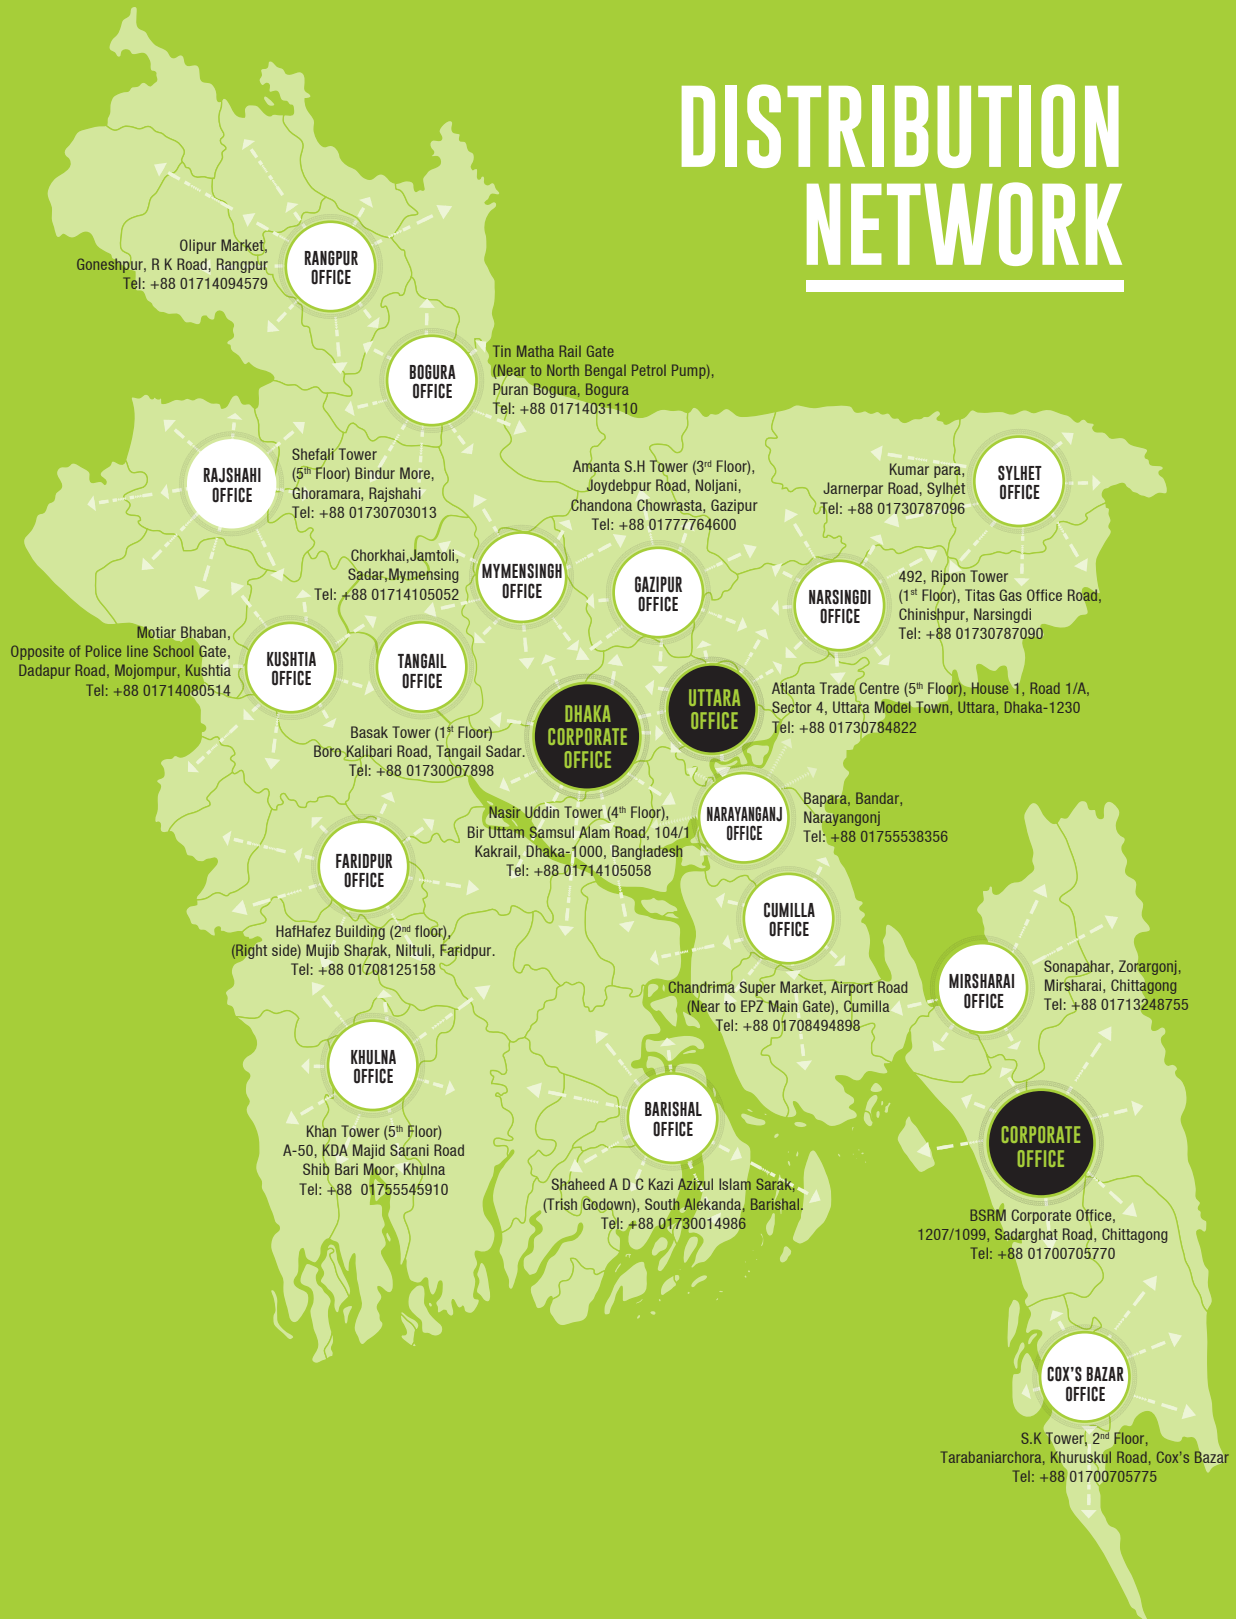 DISTRIBUTION
NETWORK
Olipur Market,
Goneshpur, R K Road, Rangpur
Tel: +88 01714094579
RANGPUR
OFFICE
BOGURA
OFFICE
Tin Matha Rail Gate
(Near to North Bengal Petrol Pump),
Puran Bogura, Bogura
Tel: +88 01714031110
RAJSHAHI
OFFICE
Shefali Tower
(5th Floor) Bindur More,
Ghoramara, Rajshahi
Tel: +88 01730703013
Amanta S.H Tower (3rd Floor),
Joydebpur Road, Noljani,
Chandona Chowrasta, Gazipur
Tel: +88 01777764600
GAZIPUR
OFFICE
Kumar para,
Jarnerpar Road, Sylhet
Tel: +88 01730787096
SYLHET
OFFICE
Chorkhai,Jamtoli,
Sadar,Mymensing
Tel: +88 01714105052
MYMENSINGH
OFFICE
NARSINGDI
OFFICE
492, Ripon Tower
(1st Floor), Titas Gas Office Road,
Chinishpur, Narsingdi
Tel: +88 01730787090
Motiar Bhaban,
Opposite of Police line School Gate,
Dadapur Road, Mojompur, Kushtia
Tel: +88 01714080514
KUSHTIA
OFFICE
TANGAIL
OFFICE
Basak Tower (1st Floor)
Boro Kalibari Road, Tangail Sadar.
Tel: +88 01730007898
DHAKA
CORPORATE
OFFICE
Nasir Uddin Tower (4th Floor),
Bir Uttam Samsul Alam Road, 104/1
Kakrail, Dhaka-1000, Bangladesh
Tel: +88 01714105058
UTTARA
OFFICE
Atlanta Trade Centre (5th Floor), House 1, Road 1/A,
Sector 4, Uttara Model Town, Uttara, Dhaka-1230
Tel: +88 01730784822
NARAYANGANJ
OFFICE
Bapara, Bandar,
Narayangonj
Tel: +88 01755538356
FARIDPUR
OFFICE
HafHafez Building (2nd floor),
(Right side) Mujib Sharak, Niltuli, Faridpur.
Tel: +88 01708125158
CUMILLA
OFFICE
Chandrima Super Market, Airport Road
(Near to EPZ Main Gate), Cumilla
Tel: +88 01708494898
MIRSHARAI
OFFICE
Sonapahar, Zorargonj,
Mirsharai, Chittagong
Tel: +88 01713248755
KHULNA
OFFICE
Khan Tower (5th Floor)
A-50, KDA Majid Sarani Road
Shib Bari Moor, Khulna
Tel: +88 01755545910
BARISHAL
OFFICE
Shaheed A D C Kazi Azizul Islam Sarak,
(Trish Godown), South Alekanda, Barishal.
Tel: +88 01730014986
CORPORATE
OFFICE
BSRM Corporate Office,
1207/1099, Sadarghat Road, Chittagong
Tel: +88 01700705770
COX'S BAZAR
OFFICE
S.K Tower, 2nd Floor,
Tarabaniarchora, Khuruskul Road, Cox's Bazar
Tel: +88 01700705775